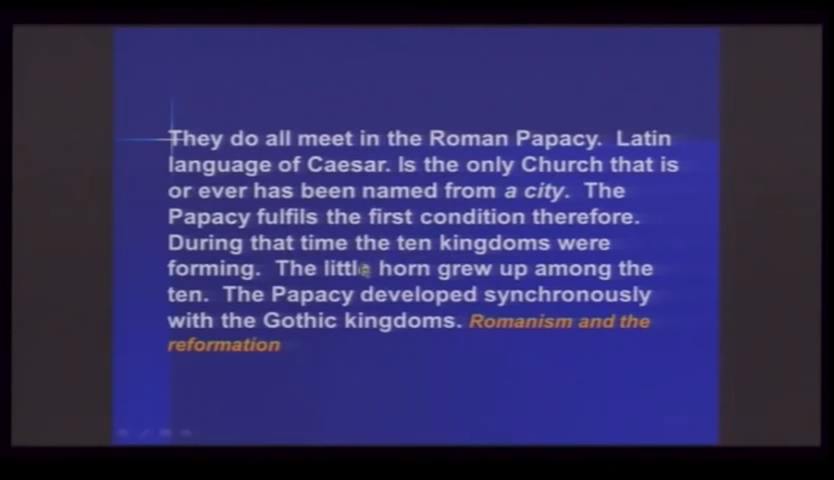 They do all meet in the Roman Papacy. Latin
language of Caesar. Is the only Church that is
or ever has been named from a city. The
Papacy fulfils the first condition therefore.
During that time the ten kingdoms were
forming. The little horn grew up among the
ten. The Papacy developed synchronously
with the Gothic kingdoms. Romanism and the
reformation